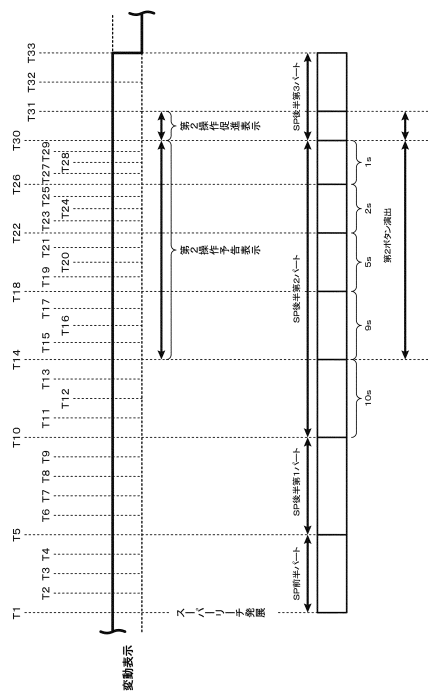 T1
T2
T3
T4
T5
T6
T7
T8
T9
T10
T11
T12
T13
T14
T15
T16
T17
T18
T19
T20
T21
T22
T23
T24
T25
T26
T27
T28
T29
T30
T31
T32
T33
変動表示
スーパーリーチ発展
第2操作予告表示
第2操作促進表示
SP前半パート
SP後半第1パート
SP後半第2パート
SP後半第3パート
10s
9s
5s
2s
1s
第2ボタン演出